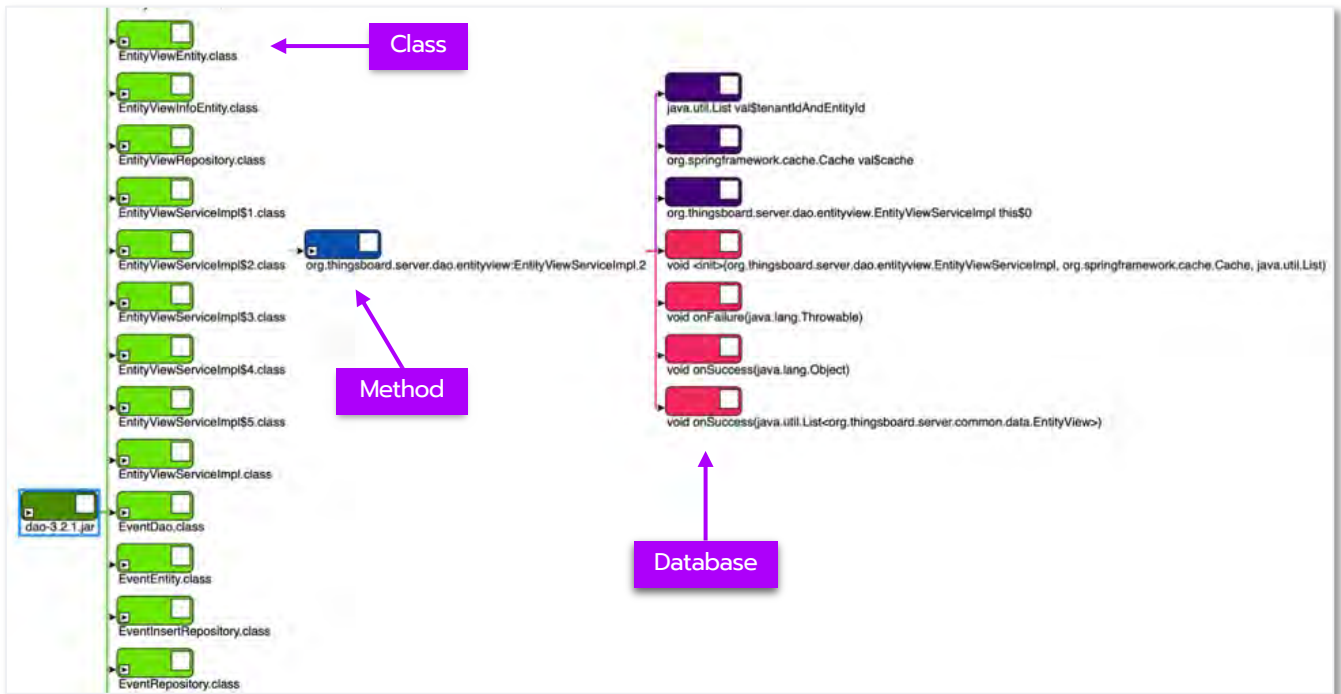 EntityViewEntity.class
Class
EntityViewInfoEntity.class
java.util.List val$tenantIdAndEntityId
EntityViewRepository.class
org.springframework.cache.Cache val$cache
EntityViewServiceImpl$1.class
org.thingsboard.server.dao.entityview.EntityViewServiceImpl this$0
EntityViewServiceImpl$2.class
org.thingsboard.server.dao.entityview:EntityViewServiceImpl.2
void <init>(org.thingsboard.server.dao.entityview.EntityViewServiceImpl, org.springframework.cache.Cache, java.util.List)
EntityViewServiceImpl$3.class
void onFailure(java.lang.Throwable)
EntityViewServiceImpl$4.class
void onSuccess(java.lang.Object)
Method
EntityViewServiceImpl$5.class
void onSuccess(java.util.List<org.thingsboard.server.common.data.EntityView>)
EntityViewServiceImpl.class
dao-3.2.1.jar
EventDao.class
Database
EventEntity.class
EventInsertRepository.class
EventRepository.class